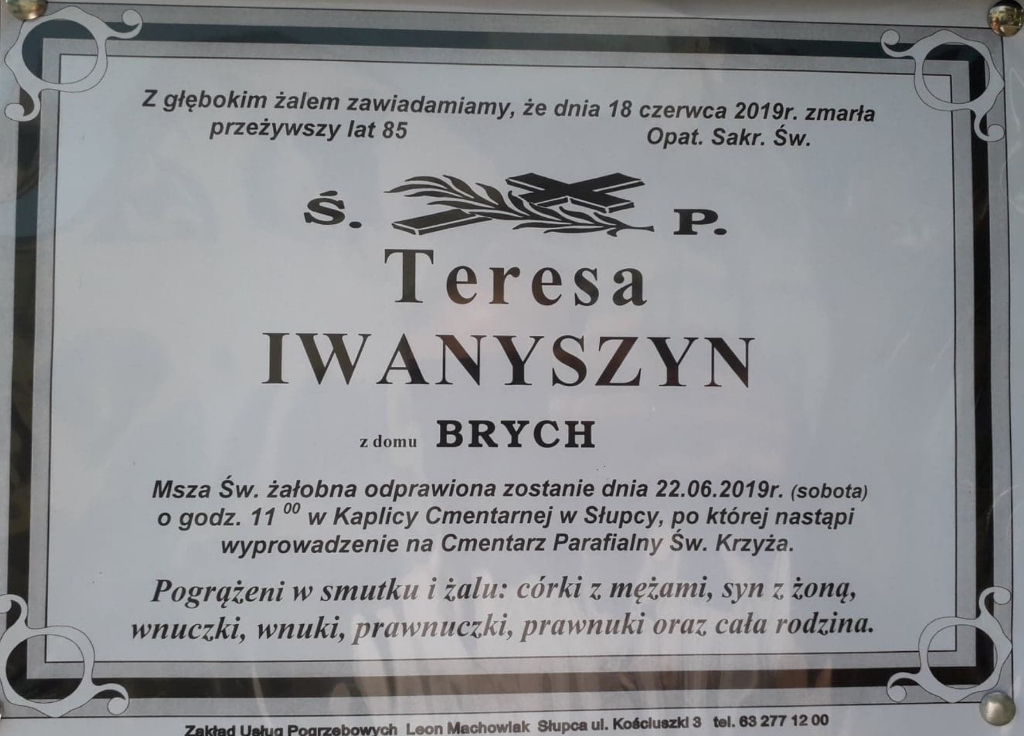 Z głębokim żalem zawiadamiamy, że dnia 18 czerwca 2019r. zmarła
przeżywszy lat 85 Opat. Sakr. Św.
Ś. P.
Teresa
IWANYSZYN
z domu BRYCH
Msza Św. żałobna odprawiona zostanie dnia 22.06.2019r. (sobota)
o godz. 11 00 w Kaplicy Cmentarnej w Słupcy, po której nastąpi
wyprowadzenie na Cmentarz Parafialny Św. Krzyża.
Pogrążeni w smutku i żalu: córki z mężami, syn z żoną,
wnuczki, wnuki, prawnuczki, prawnuki oraz cała rodzina.
Zakład Usług Pogrzebowych Leon Machowiak Słupca ul. Kościuszki 3 tel. 63 277 12 00